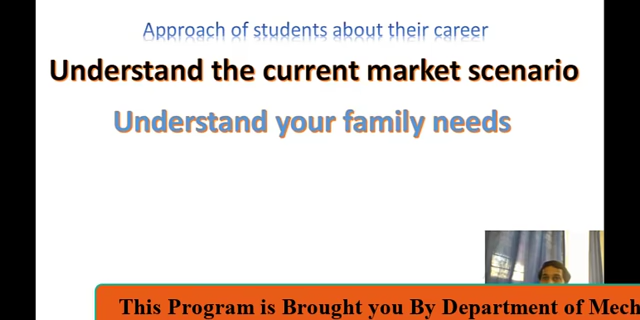 Approach of students about their career
Understand the current market scenario
Understand your family needs
This Program is Brought you By Department of Mech